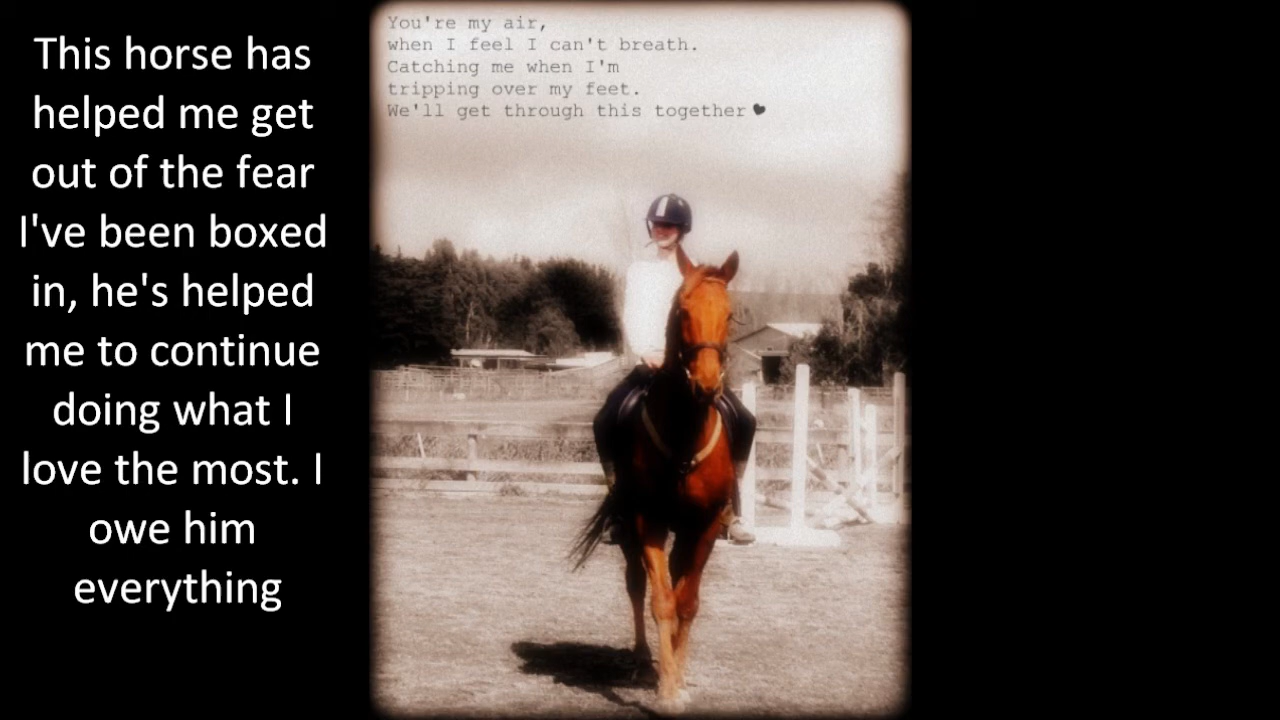 This horse has
helped me get
out of the fear
I've been boxed
in, he's helped
me to continue
doing what I
love the most. I
owe him
everything
You're my air,
when I feel I can't breath.
Catching me when I'm
tripping over my feet.
We'll get through this together♥